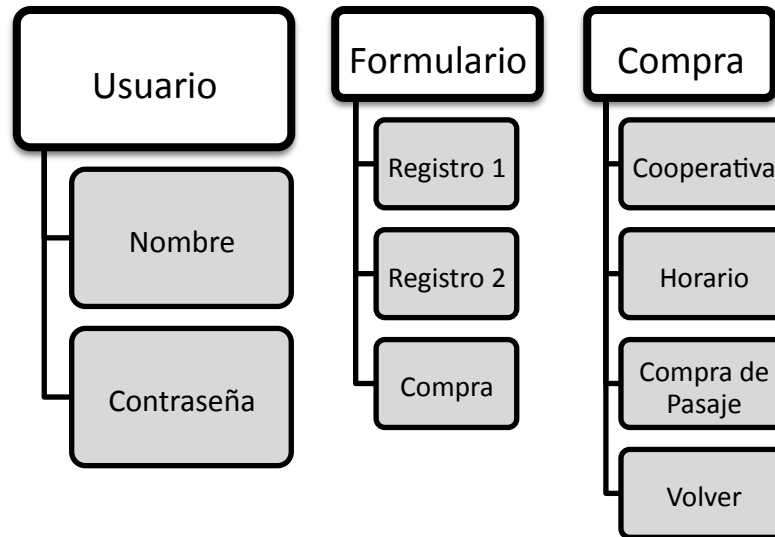 Usuario
Nombre
Contraseña
Formulario
Registro 1
Registro 2
Compra
Compra
Cooperativa
Horario
Compra de
Pasaje
Volver